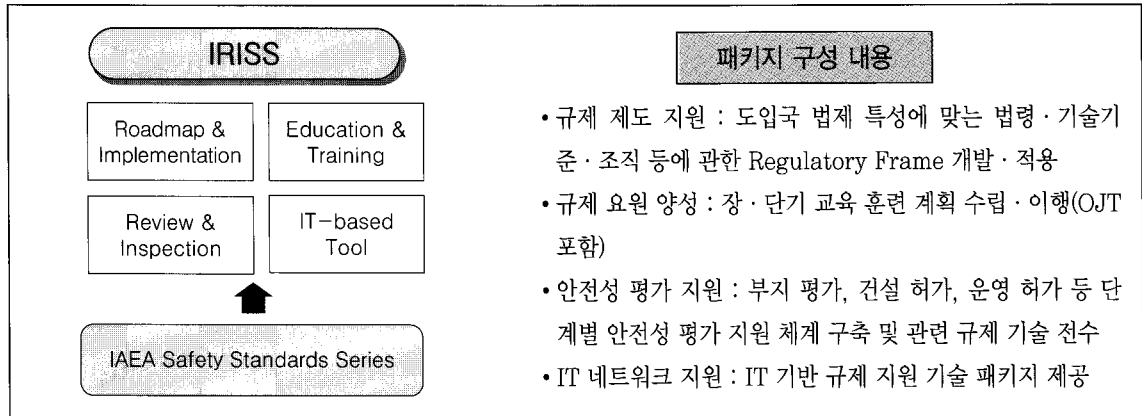 IRISS
Roadmap &
Implementation
Education &
Training
Review &
Inspection
IT-based
Tool
IAEA Safety Standards Series
패키지 구성 내용
• 규제 제도 지원 : 도입국 법제 특성에 맞는 법령 · 기술기
준 · 조직 등에 관한 Regulatory Frame 개발 · 적용
• 규제 요원 양성 : 장 · 단기 교육 훈련 계획 수립 · 이행(OJT
포함)
• 안전성 평가 지원 : 부지 평가, 건설 허가, 운영 허가 등 단
계별 안전성 평가 지원 체계 구축 및 관련 규제 기술 전수
• IT 네트워크 지원 : IT 기반 규제 지원 기술 패키지 제공